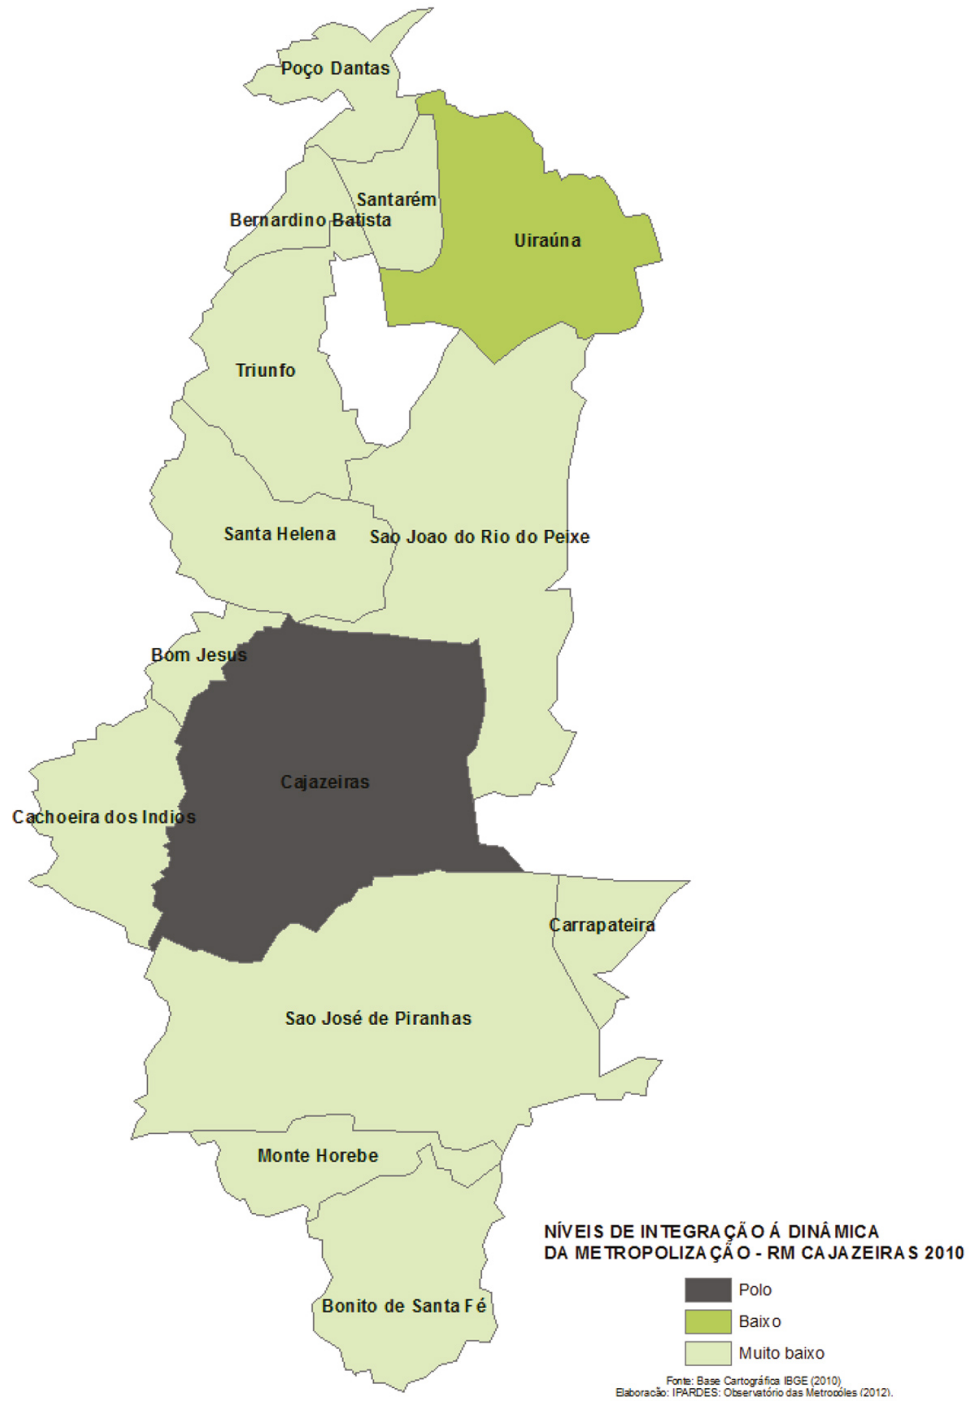 Poço Dantas
Santarém
Bernardino Batista
Uiraúna
Triunfo
Santa Helena
Sao Joao do Rio do Peixe
Bom Jesus
Cajazeiras
Cachoeira dos Indios
Carrapateira
Sao José de Piranhas
Monte Horebe
Bonito de Santa Fé
NÍVEIS DE INTEGRAÇÃO Á DINÂMICA
DA METROPOLIZAÇÃO - RM CAJAZEIRAS 2010
Polo
Baixo
Muito baixo
Fonte: Base Cartográfica IBGE (2010)
Elaboração: IPARDES: Observatório das Metropóles (2012).